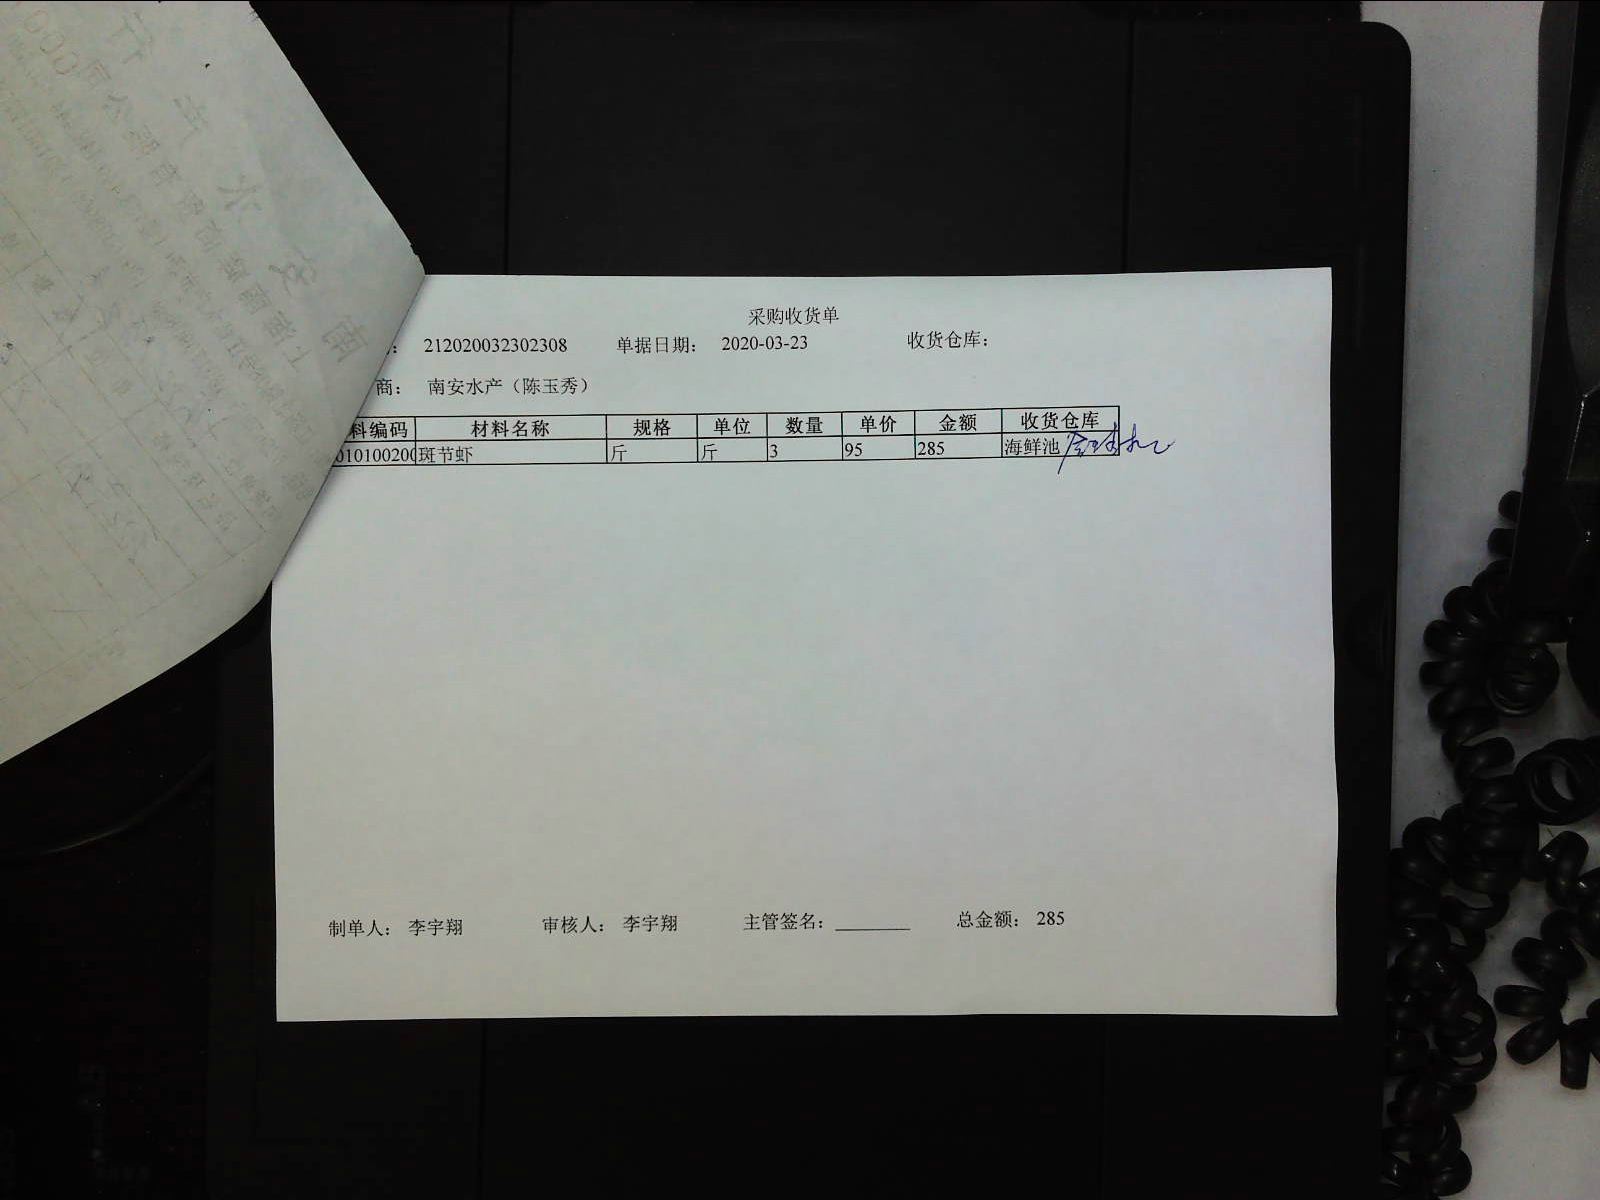 采购收货单
： 212020032302308 单据日期： 2020-03-23 收货仓库：
商： 南安水产（陈玉秀）
料编码 材料名称 规格 单位 数量 单价 金额 收货仓库
010100200 斑节虾 斤 斤 3 95 285 海鲜池
制单人： 李宇翔 审核人： 李宇翔 主管签名：________ 总金额： 285